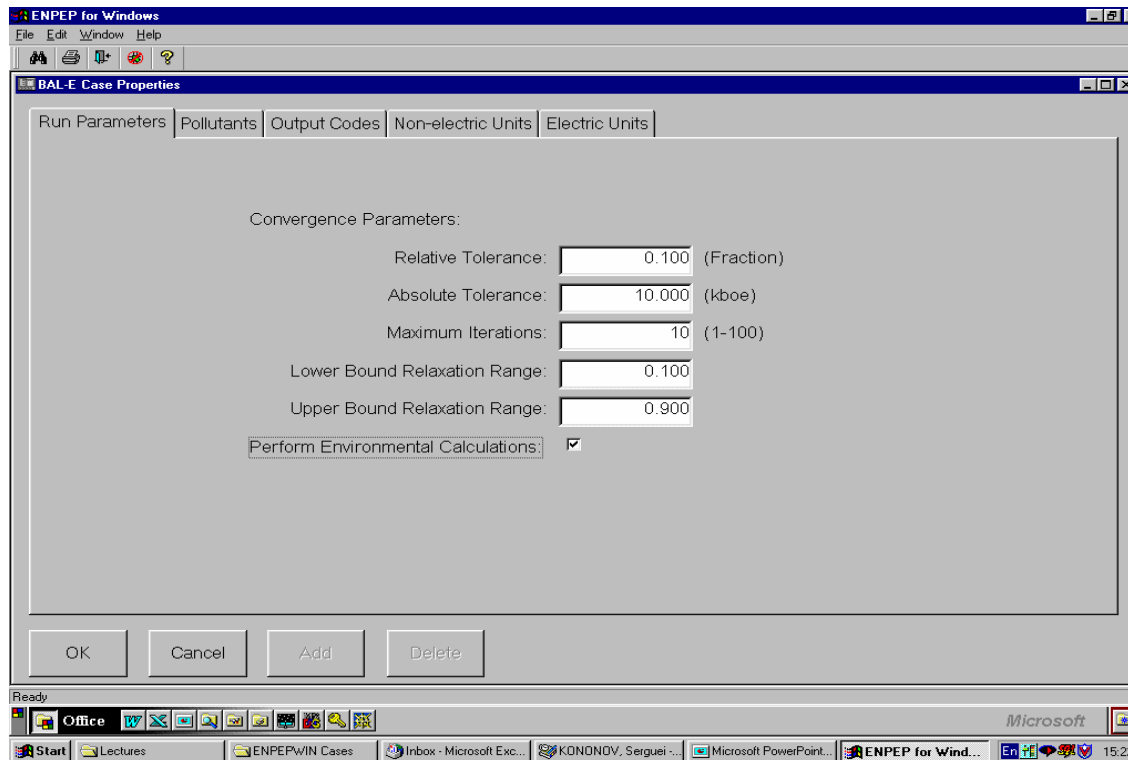 ENPEP for Windows
File Edit Window Help
BAL-E Case Properties
Run Parameters Pollutants Output Codes Non-electric Units Electric Units
Convergence Parameters:
Relative Tolerance: 0.100 (Fraction)
Absolute Tolerance: 10.000 (kboe)
Maximum Iterations: 10 (1-100)
Lower Bound Relaxation Range: 0.100
Upper Bound Relaxation Range: 0.900
Perform Environmental Calculations:
OK Cancel Add Delete
Ready
Office Microsoft
Start Lectures ENPEPWIN Cases Inbox - Microsoft Exc... KONONOV, Serguei -... Microsoft PowerPoint... ENPEP for Wind... En